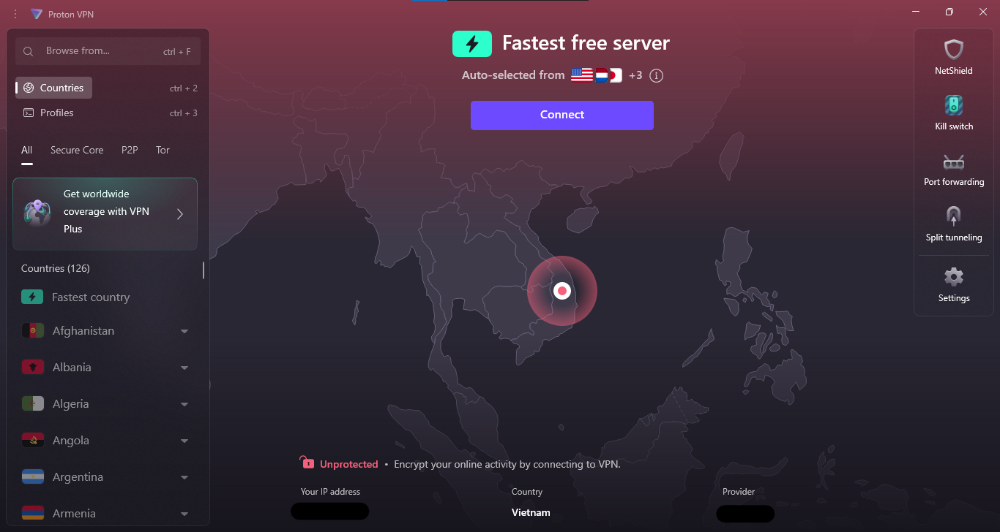 Proton VPN
Browse from...
ctrl + F
Countries
ctrl + 2
Profiles
ctrl + 3
All
Secure Core
P2P
Tor
Get worldwide
coverage with VPN
Plus
Countries (126)
Fastest country
Afghanistan
Albania
Algeria
Angola
Argentina
Armenia
Fastest free server
Auto-selected from
+3
Connect
Unprotected • Encrypt your online activity by connecting to VPN.
Your IP address
Country
Vietnam
Provider
NetShield
Kill switch
Port forwarding
Split tunneling
Settings